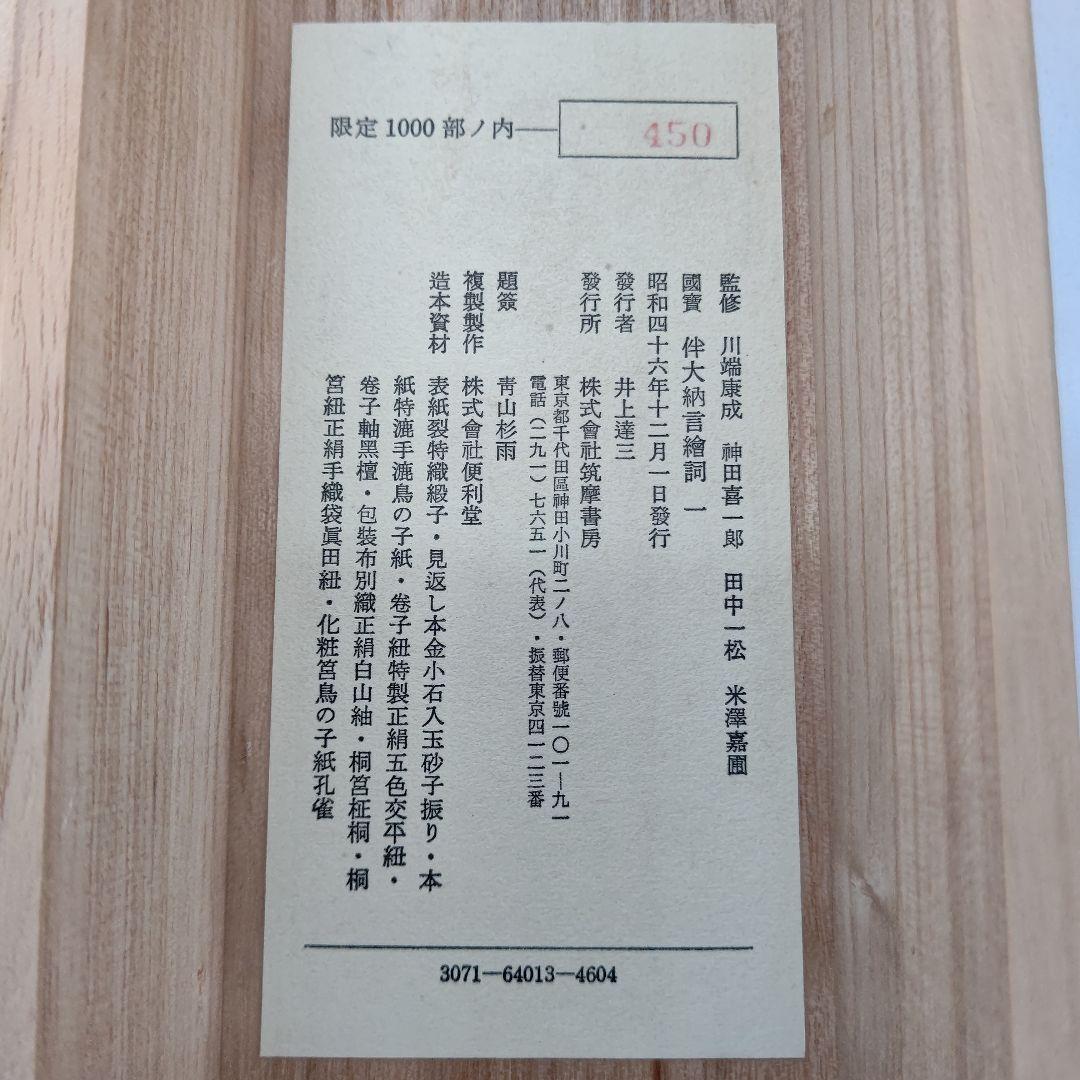 限定1000部ノ内― 450
監修 川端康成 神田喜一郎 田中一松 米澤嘉圃
國寶 伴大納言繪詞 一
昭和四十六年十二月一日發行
發行者 井上達三
發行所 株式會社筑摩書房
東京都千代田區神田小川町二ノ八・郵便番號一〇一―九一
電話（二九一）七六五一（代表）・振替東京四一二三番
題簽 靑山杉雨
複製製作 株式會社便利堂
造本資材 表紙裂特織緞子・見返し本金小石入玉砂子振り・本
紙特漉手漉鳥の子紙・卷子紐特製正絹五色交平紐・
卷子軸黑檀・包裝布別織正絹白山紬・桐筥柾桐・桐
筥紐正絹手織袋眞田紐・化粧筥鳥の子紙孔雀
3071―64013―4604